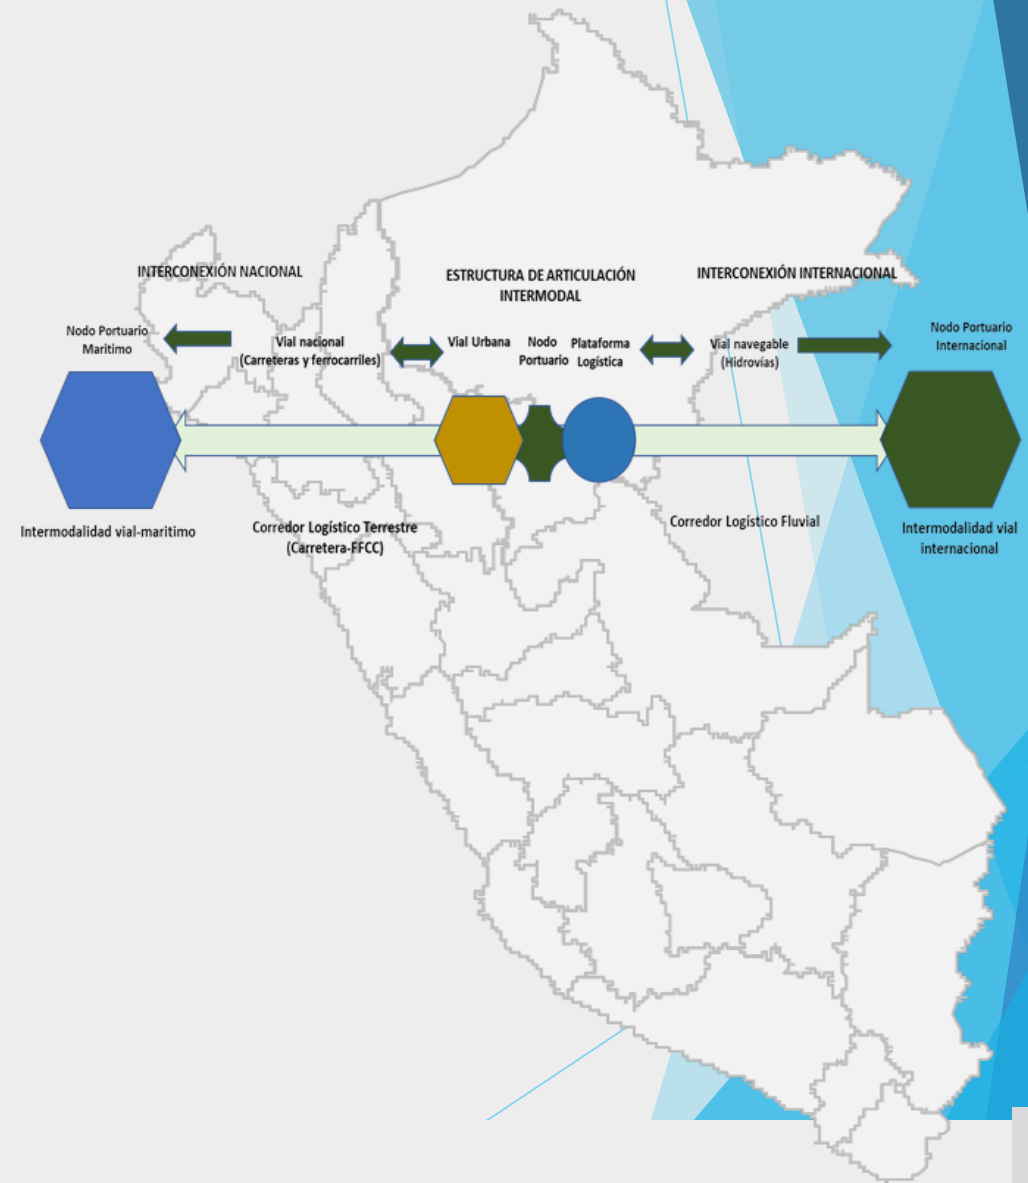 INTERCONEXIÓN NACIONAL
ESTRUCTURA DE ARTICULACIÓN
INTERMODAL
INTERCONEXIÓN INTERNACIONAL
Nodo Portuario
Maritimo
Vial nacional
(Carreteras y ferrocarriles)
Vial Urbana
Nodo
Portuario
Plataforma
Logística
Vial navegable
(Hidrovías)
Nodo Portuario
Internacional
Intermodalidad vial-maritimo
Corredor Logístico Terrestre
(Carretera-FFCC)
Corredor Logístico Fluvial
Intermodalidad vial
internacional